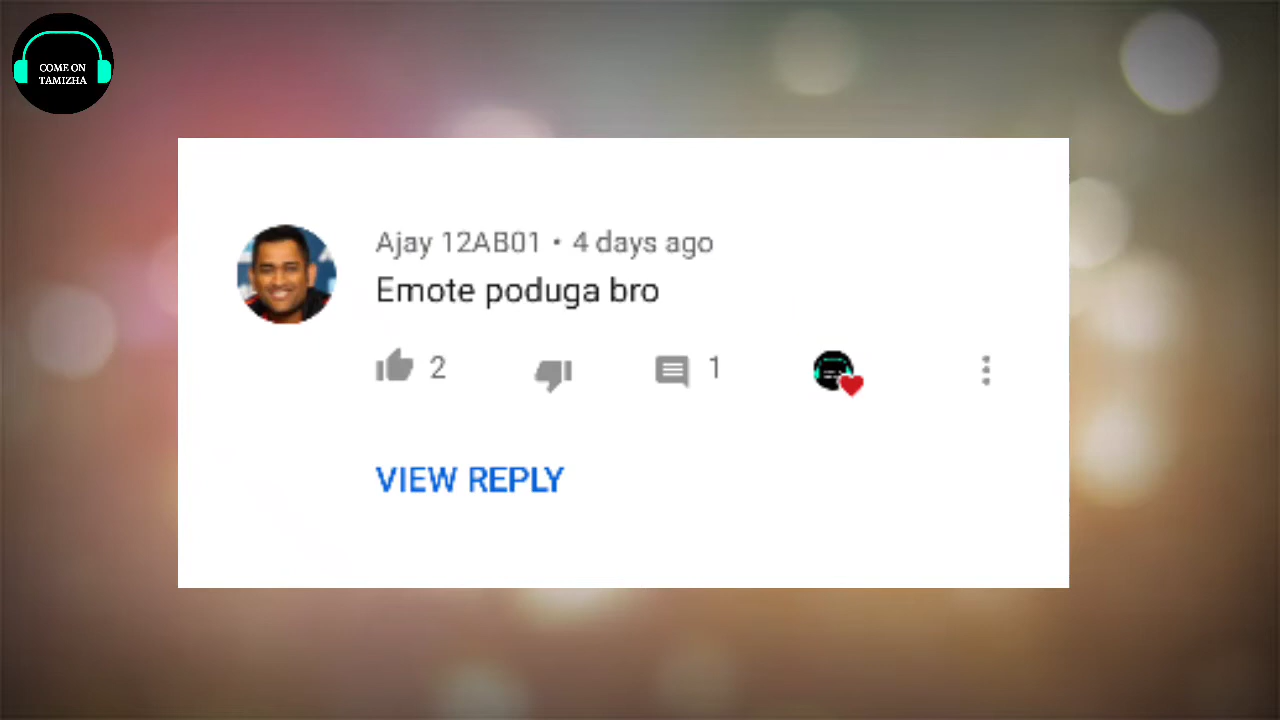 COME ON
TAMIZHA
Ajay 12AB01 • 4 days ago
Emote poduga bro
2
1
VIEW REPLY